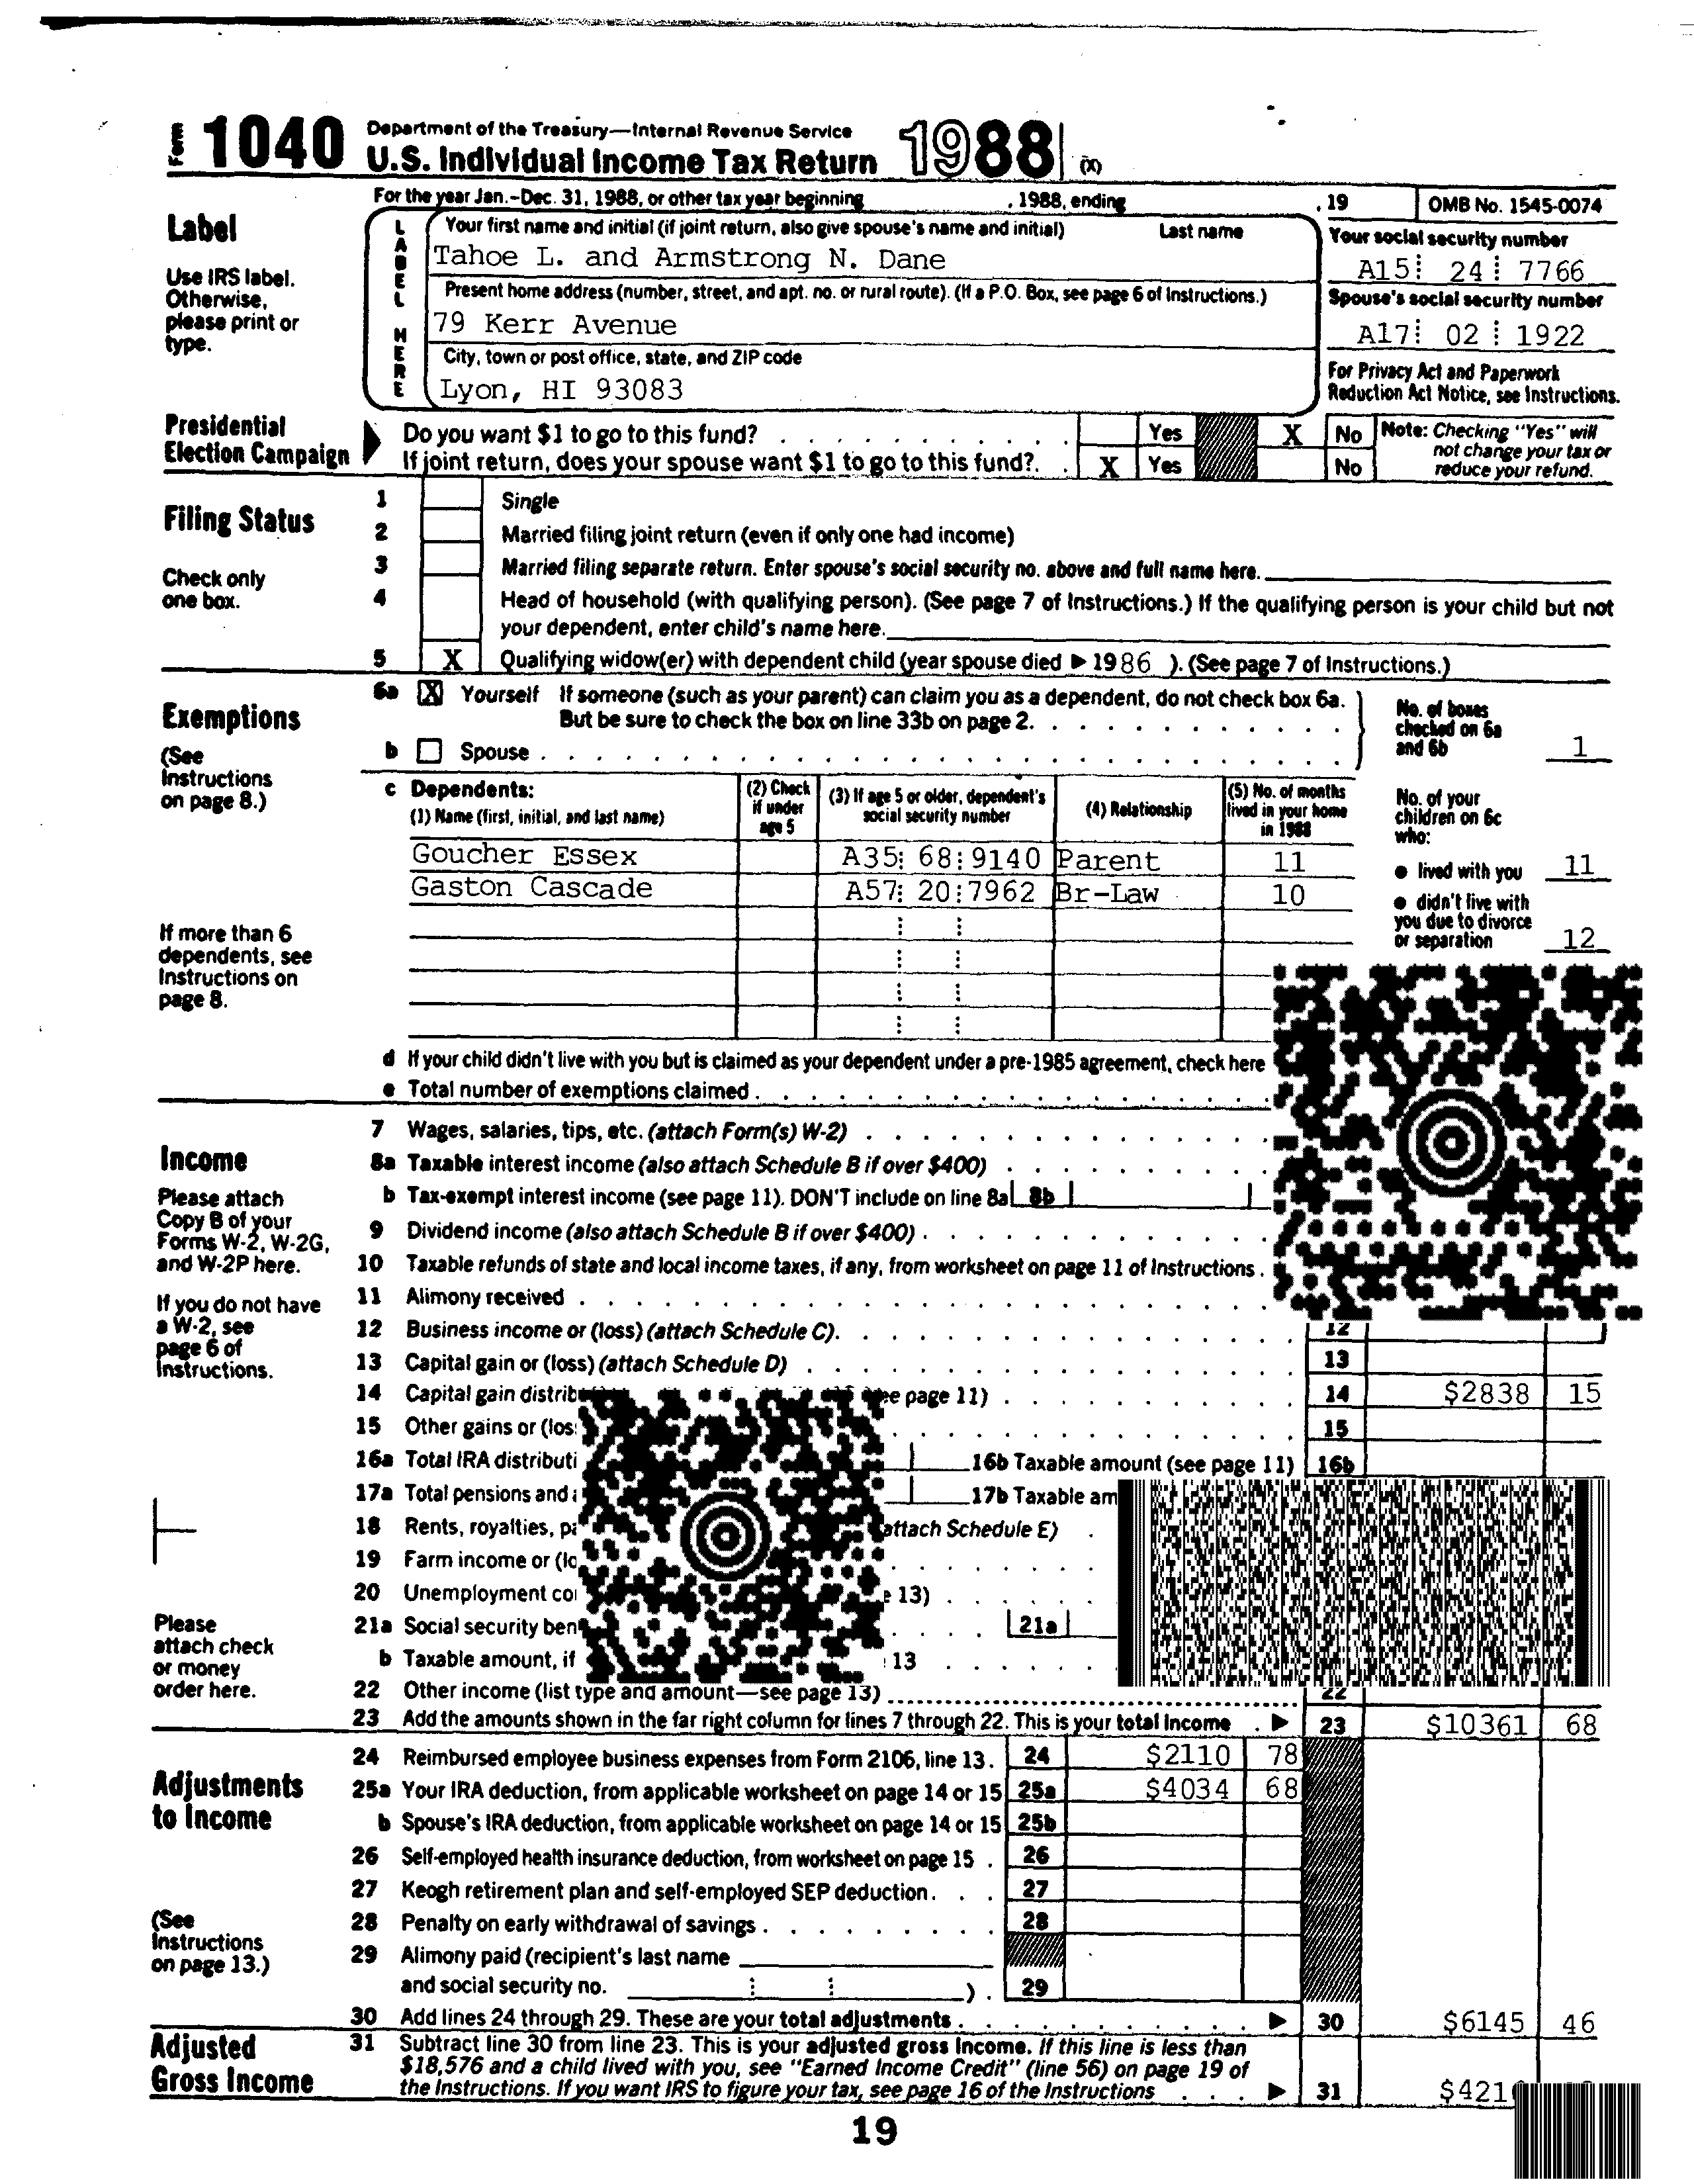 Form 1040 Department of the Treasury—Internal Revenue Service
U.S. Individual Income Tax Return 1988 (X)
For the year Jan.-Dec. 31, 1988, or other tax year beginning , 1988, ending , 19 OMB No. 1545-0074
Label
Use IRS label. Otherwise, please print or type.
LABEL HERE
Your first name and initial (if joint return, also give spouse's name and initial) Last name
Tahoe L. and Armstrong N. Dane
Your social security number
A15 24 7766
Present home address (number, street, and apt. no. or rural route). (If a P.O. Box, see page 6 of Instructions.)
79 Kerr Avenue
Spouse's social security number
A17 02 1922
City, town or post office, state, and ZIP code
Lyon, HI 93083
For Privacy Act and Paperwork
Reduction Act Notice, see Instructions.
Presidential
Election Campaign
Do you want $1 to go to this fund? Yes X No
If joint return, does your spouse want $1 to go to this fund? X Yes No
Note: Checking "Yes" will
not change your tax or
reduce your refund.
Filing Status
Check only
one box.
1 Single
2 Married filing joint return (even if only one had income)
3 Married filing separate return. Enter spouse's social security no. above and full name here.
4 Head of household (with qualifying person). (See page 7 of Instructions.) If the qualifying person is your child but not
your dependent, enter child's name here.
5 X Qualifying widow(er) with dependent child (year spouse died ▶ 1986 ). (See page 7 of Instructions.)
Exemptions
(See
Instructions
on page 8.)
6a X Yourself If someone (such as your parent) can claim you as a dependent, do not check box 6a.
But be sure to check the box on line 33b on page 2.
b Spouse
No. of boxes
checked on 6a
and 6b 1
c Dependents:
(1) Name (first, initial, and last name)
(2) Check
if under
age 5
(3) If age 5 or older, dependent's
social security number
(4) Relationship
(5) No. of months
lived in your home
in 1988
Goucher Essex A35 68 9140 Parent 11
Gaston Cascade A57 20 7962 Br-Law 10
No. of your
children on 6c
who:
● lived with you 11
● didn't live with
you due to divorce
or separation 12
If more than 6
dependents, see
Instructions on
page 8.
d If your child didn't live with you but is claimed as your dependent under a pre-1985 agreement, check here
e Total number of exemptions claimed
Income
Please attach
Copy B of your
Forms W-2, W-2G,
and W-2P here.
If you do not have
a W-2, see
page 6 of
Instructions.
7 Wages, salaries, tips, etc. (attach Form(s) W-2)
8a Taxable interest income (also attach Schedule B if over $400)
b Tax-exempt interest income (see page 11). DON'T include on line 8a 8b
9 Dividend income (also attach Schedule B if over $400)
10 Taxable refunds of state and local income taxes, if any, from worksheet on page 11 of Instructions
11 Alimony received
12 Business income or (loss) (attach Schedule C) 12
13 Capital gain or (loss) (attach Schedule D) 13
14 Capital gain page 11) 14 $2838 15
15 Other gains or 15
16a Total IRA 16b Taxable amount (see page 11) 16b
17a Total pensions and 17b Taxable
18 Rents, royalties, attach Schedule E)
19 Farm income or
20 Unemployment 13)
21a Social security 21a
b Taxable amount, if 13
22 Other income (list type and amount—see page 13) 22
23 Add the amounts shown in the far right column for lines 7 through 22. This is your total income ▶ 23 $10361 68
Please
attach check
or money
order here.
Adjustments
to Income
(See
Instructions
on page 13.)
24 Reimbursed employee business expenses from Form 2106, line 13. 24 $2110 78
25a Your IRA deduction, from applicable worksheet on page 14 or 15 25a $4034 68
b Spouse's IRA deduction, from applicable worksheet on page 14 or 15 25b
26 Self-employed health insurance deduction, from worksheet on page 15 26
27 Keogh retirement plan and self-employed SEP deduction 27
28 Penalty on early withdrawal of savings 28
29 Alimony paid (recipient's last name
and social security no. ) 29
30 Add lines 24 through 29. These are your total adjustments ▶ 30 $6145 46
Adjusted
Gross Income
31 Subtract line 30 from line 23. This is your adjusted gross income. If this line is less than
$18,576 and a child lived with you, see "Earned Income Credit" (line 56) on page 19 of
the Instructions. If you want IRS to figure your tax, see page 16 of the Instructions ▶ 31
19